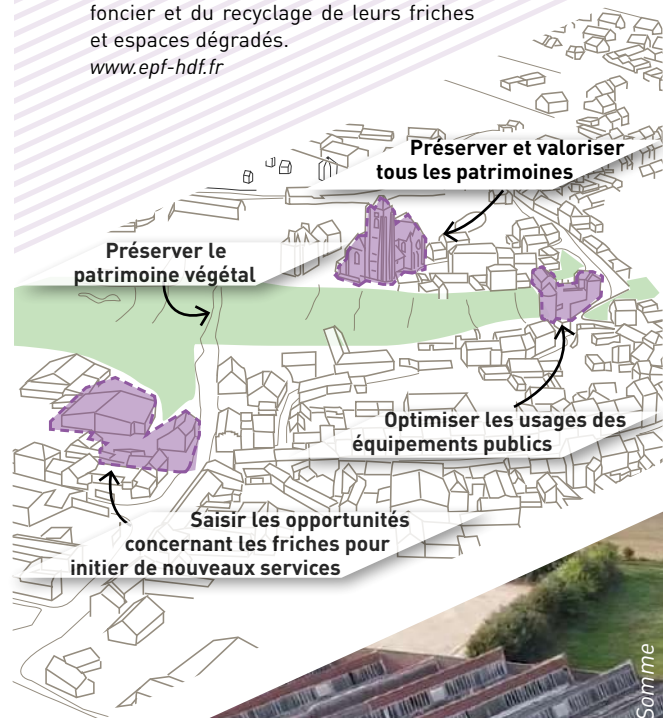 foncier et du recyclage de leurs friches
et espaces dégradés.
www.epf-hdf.fr
Préserver et valoriser
tous les patrimoines
Préserver le
patrimoine végétal
Optimiser les usages des
équipements publics
Saisir les opportunités
concernant les friches pour
initier de nouveaux services
Somme